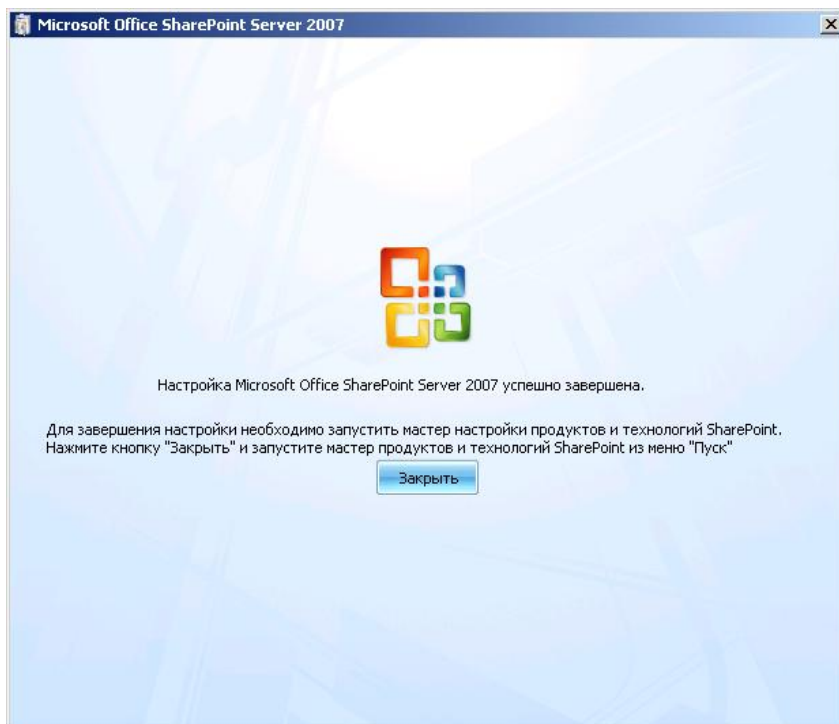 Microsoft Office SharePoint Server 2007
Настройка Microsoft Office SharePoint Server 2007 успешно завершена.
Для завершения настройки необходимо запустить мастер настройки продуктов и технологий SharePoint.
Нажмите кнопку "Закрыть" и запустите мастер продуктов и технологий SharePoint из меню "Пуск"
Закрыть